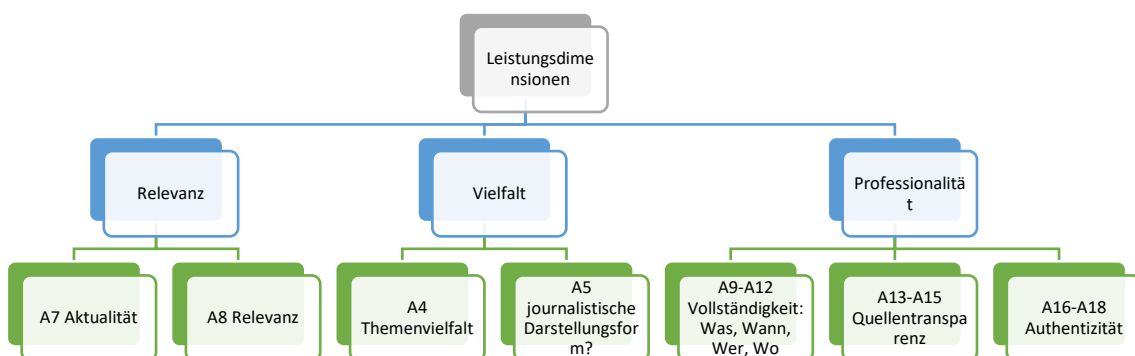 Leistungsdime
nsionen
Relevanz
Vielfalt
Professionalitä
t
A7 Aktualität
A8 Relevanz
A4
Themenvielfalt
A5
journalistische
Darstellungsfor
m?
A9-A12
Vollständigkeit:
Was, Wann,
Wer, Wo
A13-A15
Quellentranspa
renz
A16-A18
Authentizität